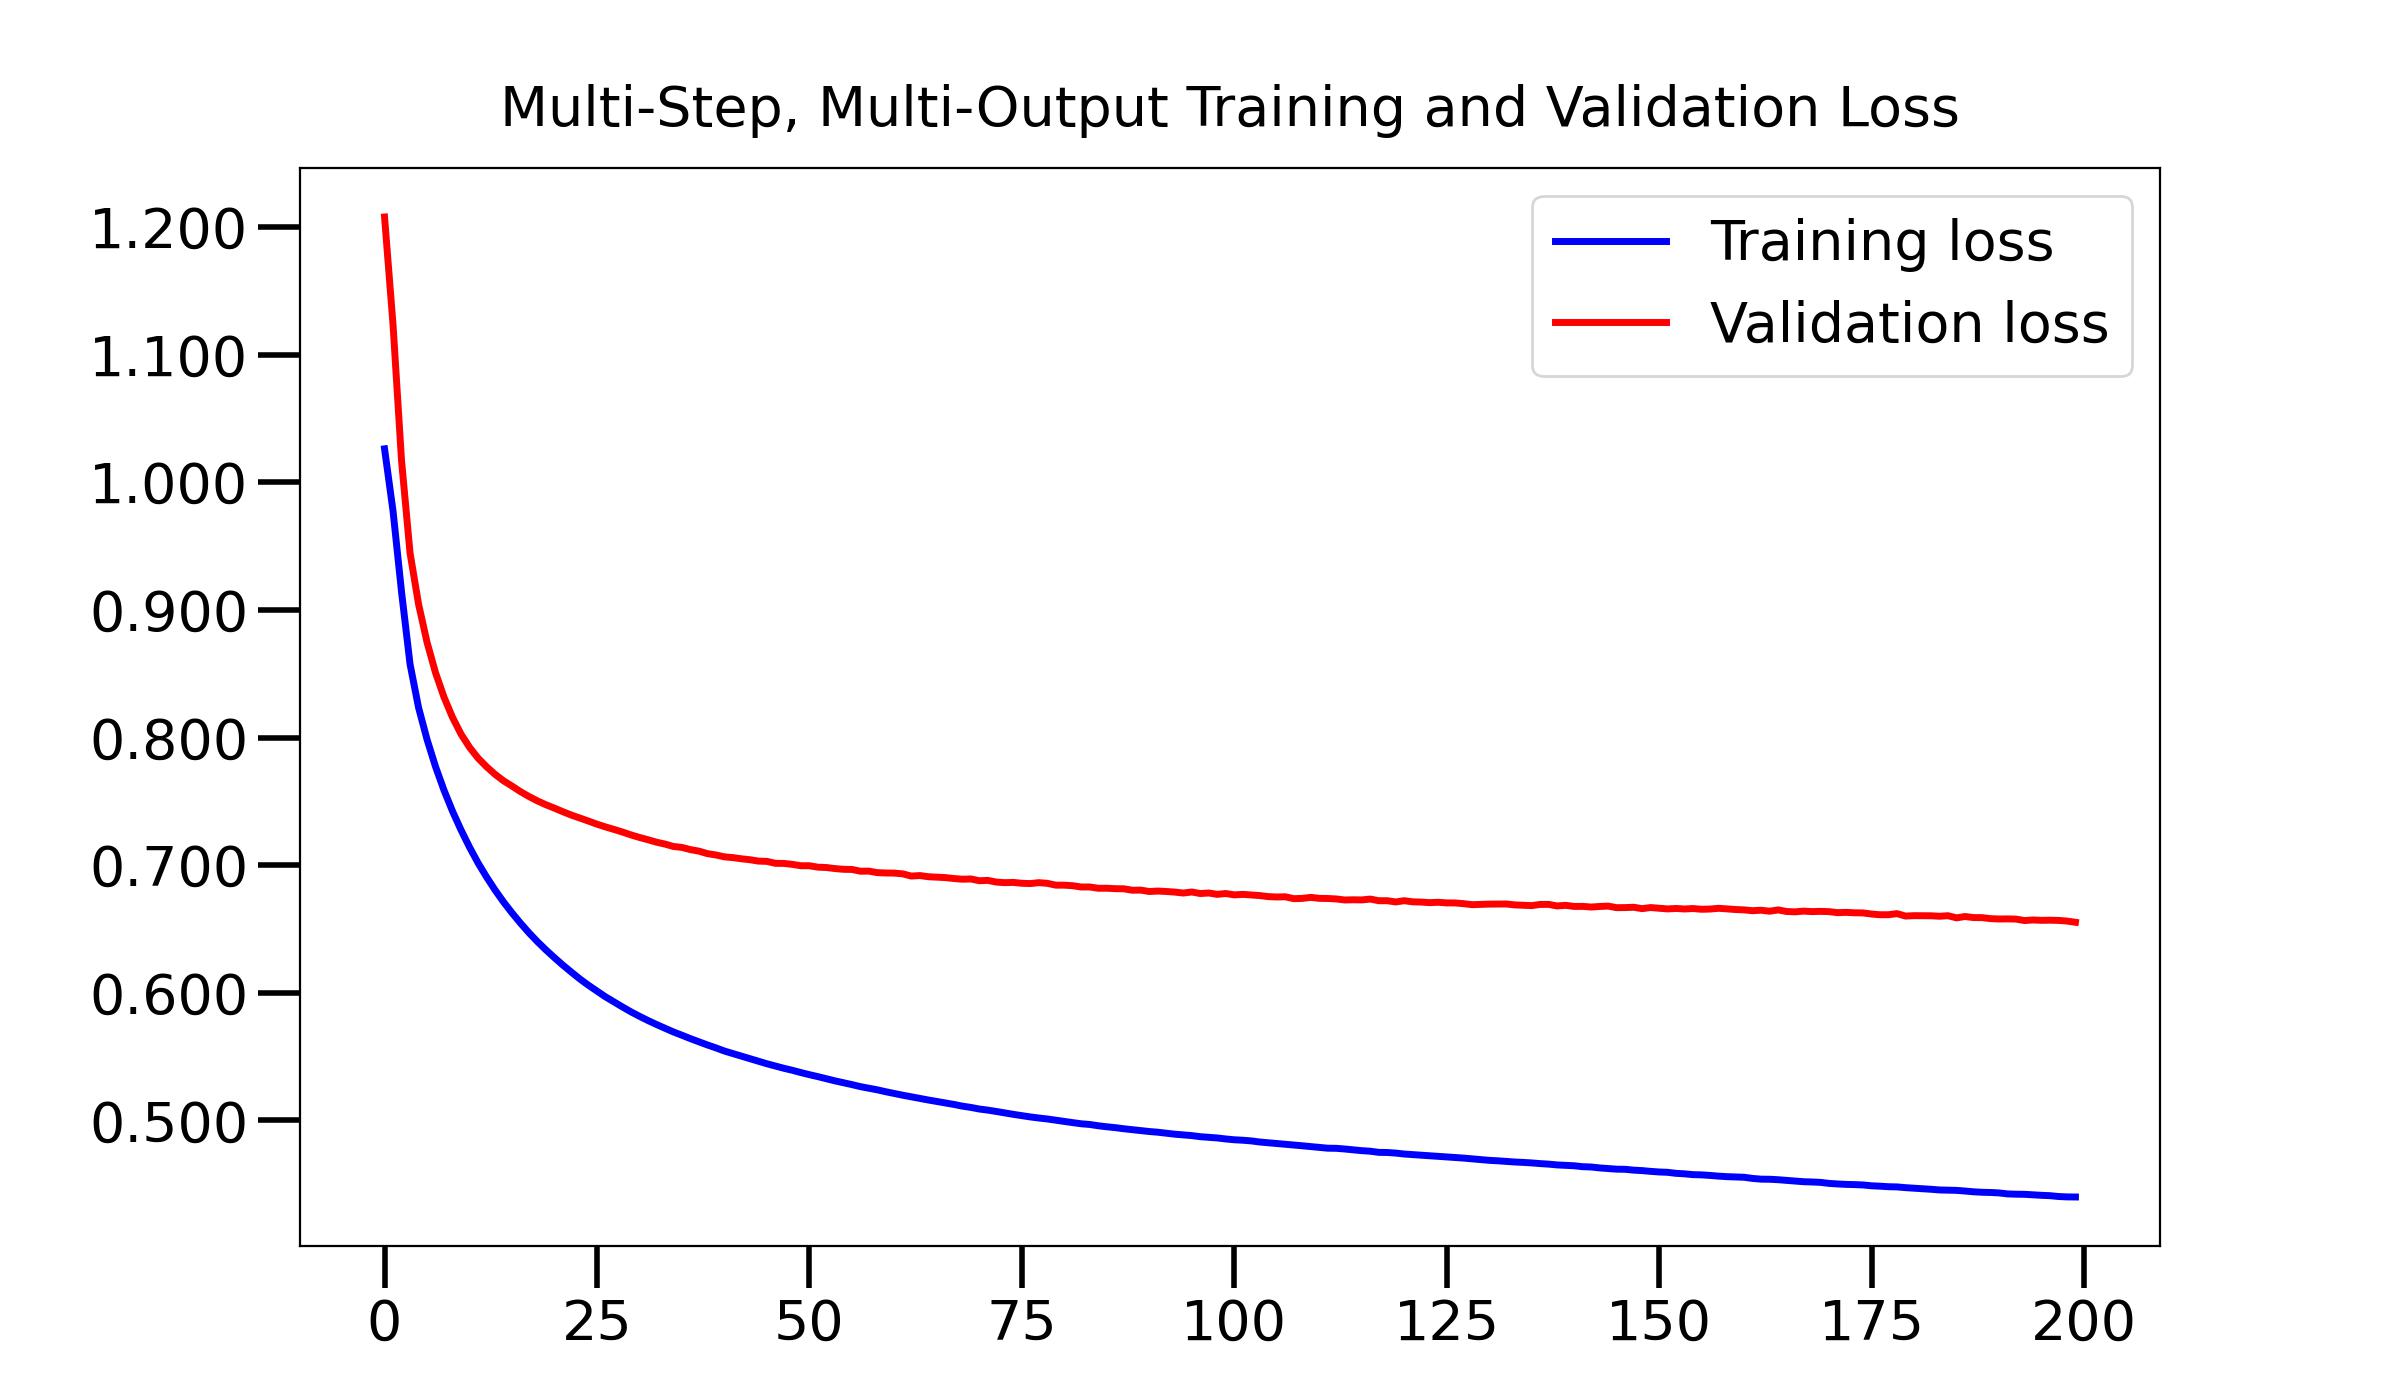 Multi-Step, Multi-Output Training and Validation Loss
Training loss
Validation loss
1.200
1.100
1.000
0.900
0.800
0.700
0.600
0.500
0 25 50 75 100 125 150 175 200